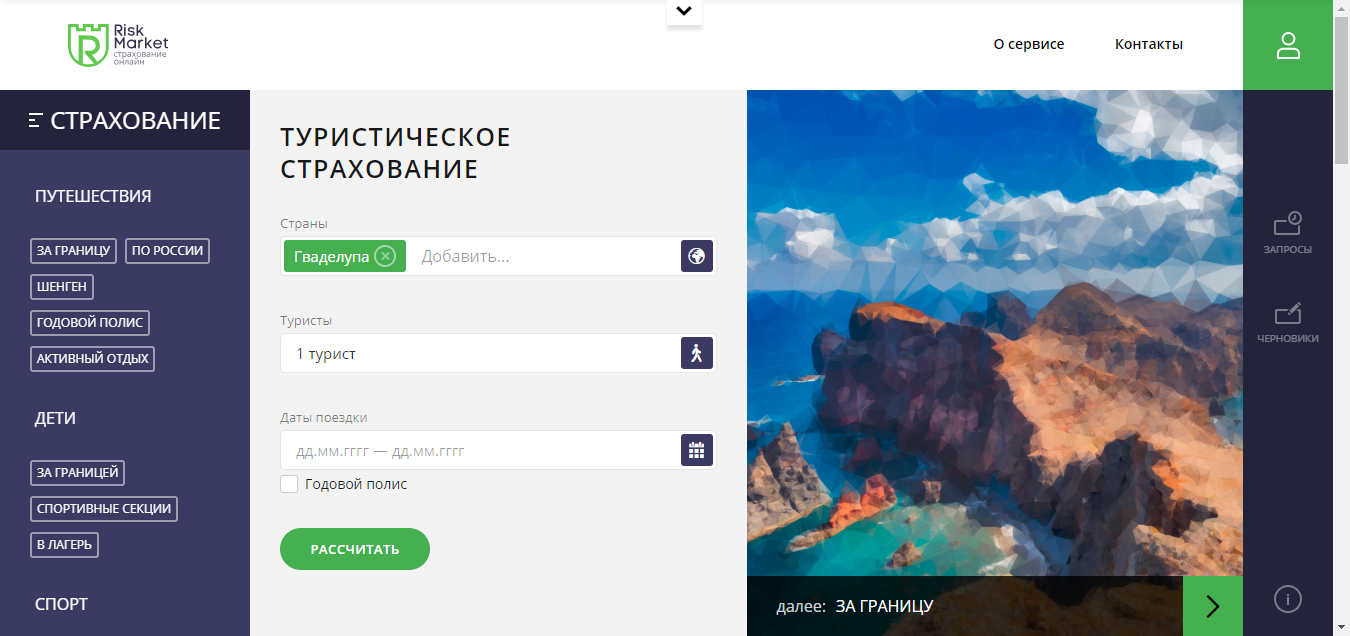 Risk
Market
страхование
онлайн
О сервисе
Контакты
СТРАХОВАНИЕ
ПУТЕШЕСТВИЯ
ЗА ГРАНИЦУ
ПО РОССИИ
ШЕНГЕН
ГОДОВОЙ ПОЛИС
АКТИВНЫЙ ОТДЫХ
ДЕТИ
ЗА ГРАНИЦЕЙ
СПОРТИВНЫЕ СЕКЦИИ
В ЛАГЕРЬ
СПОРТ
ТУРИСТИЧЕСКОЕ
СТРАХОВАНИЕ
Страны
Гваделупа
Добавить...
Туристы
1 турист
Даты поездки
дд.мм.гггг — дд.мм.гггг
Годовой полис
РАССЧИТАТЬ
далее: ЗА ГРАНИЦУ
ЗАПРОСЫ
ЧЕРНОВИКИ